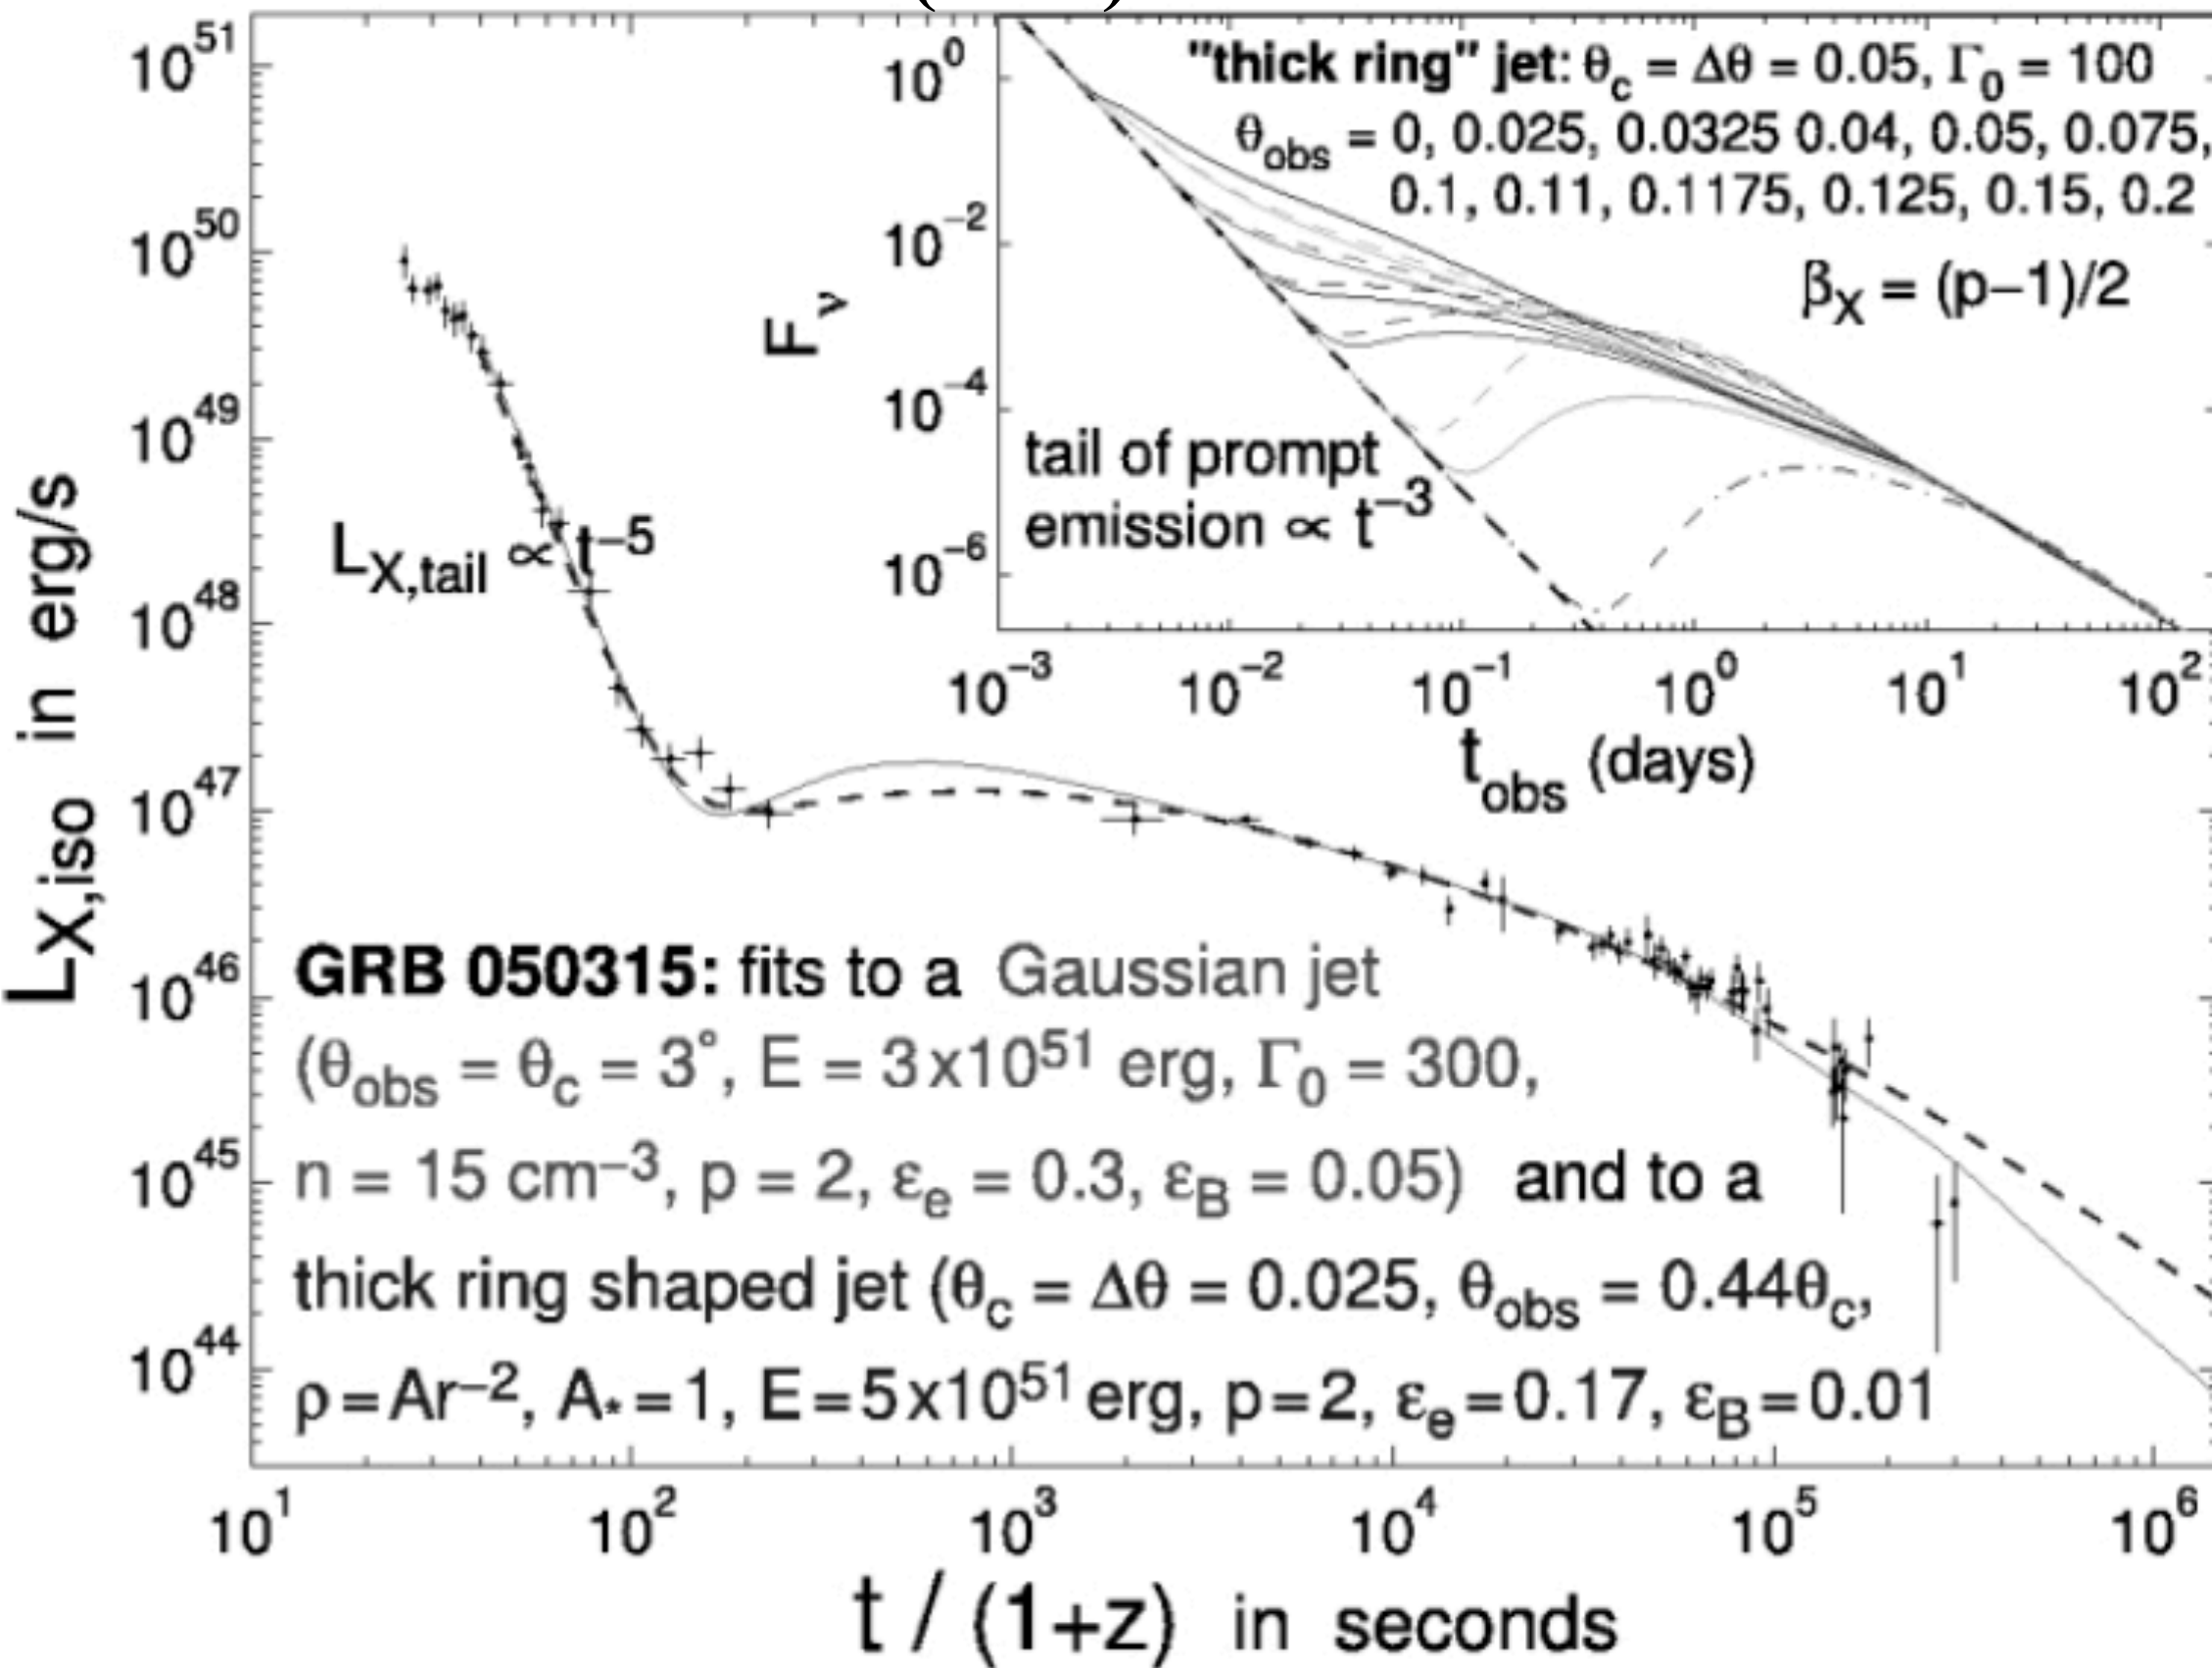 "thick ring" jet: θc = Δθ = 0.05, Γ0 = 100
θobs = 0, 0.025, 0.0325 0.04, 0.05, 0.075,
0.1, 0.11, 0.1175, 0.125, 0.15, 0.2
βX = (p–1)/2
Fν
10^0
10^−2
10^−4
10^−6
tail of prompt
emission ∝ t^−3
10^−3 10^−2 10^−1 10^0 10^1 10^2
tobs (days)
LX,iso in erg/s
10^51
10^50
10^49
10^48
10^47
10^46
10^45
10^44
LX,tail ∝ t^−5
GRB 050315: fits to a Gaussian jet
(θobs = θc = 3°, E = 3x10^51 erg, Γ0 = 300,
n = 15 cm^−3, p = 2, εe = 0.3, εB = 0.05) and to a
thick ring shaped jet (θc = Δθ = 0.025, θobs = 0.44θc,
ρ=Ar^−2, A*=1, E=5x10^51 erg, p=2, εe=0.17, εB=0.01
10^1 10^2 10^3 10^4 10^5 10^6
t / (1+z) in seconds